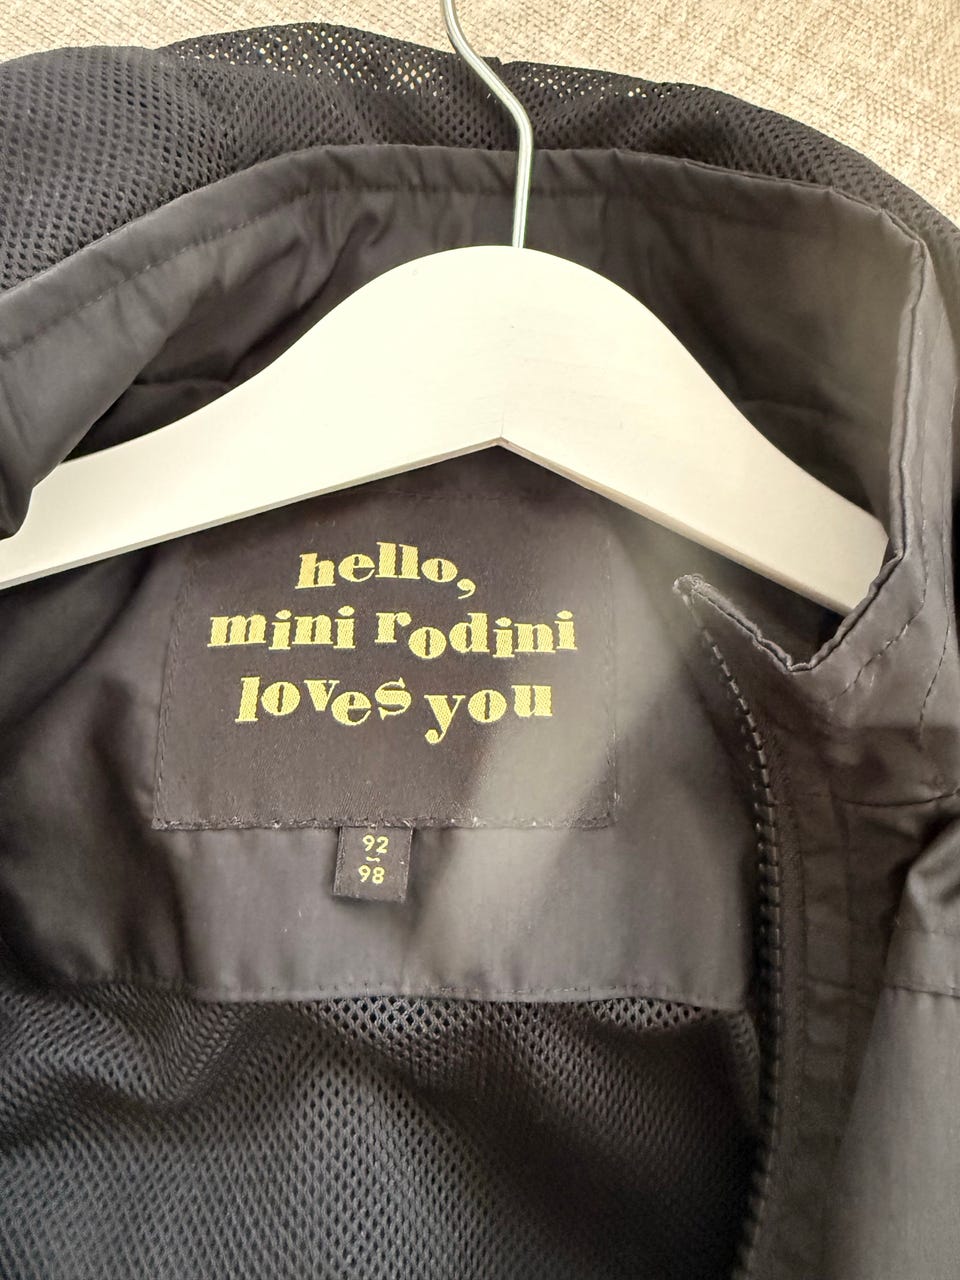 hello,
mini rodini
loves you
92
–
98